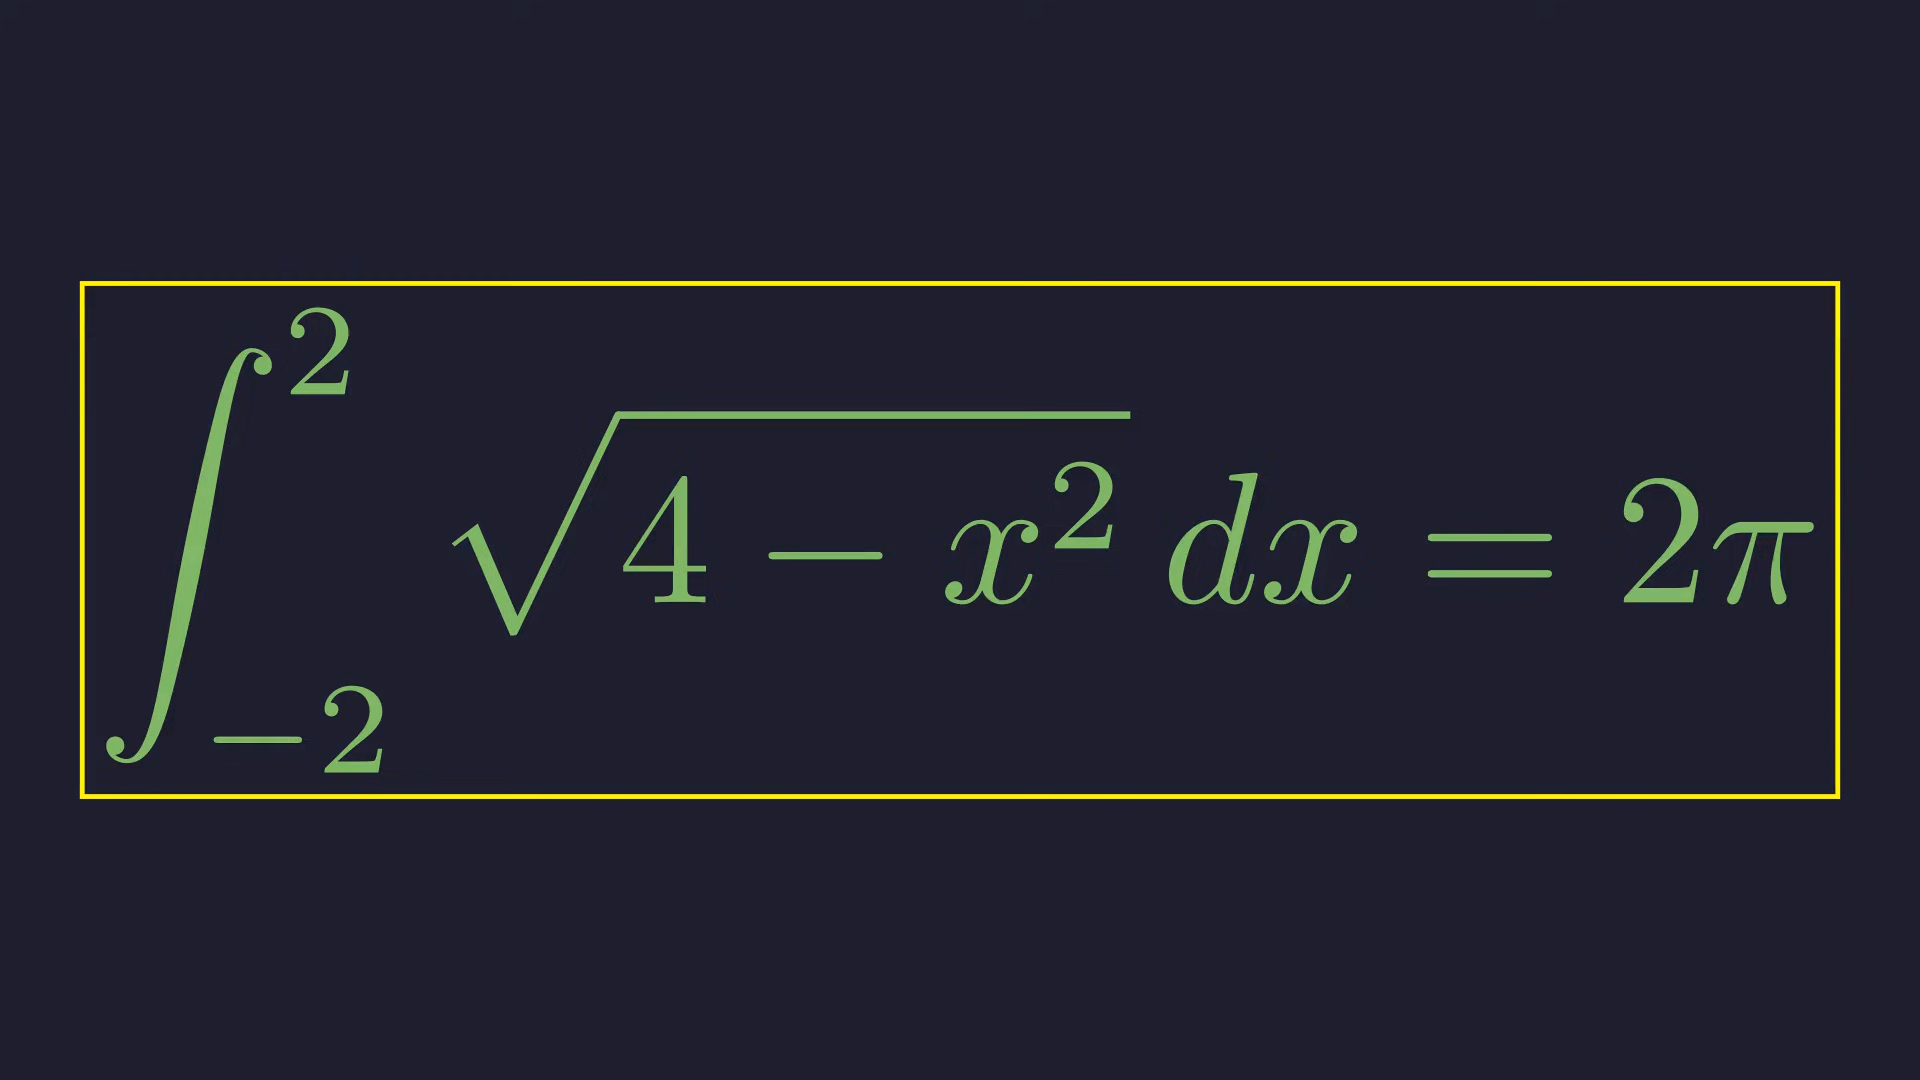 ∫_{-2}^{2} √(4 − x²) dx = 2π